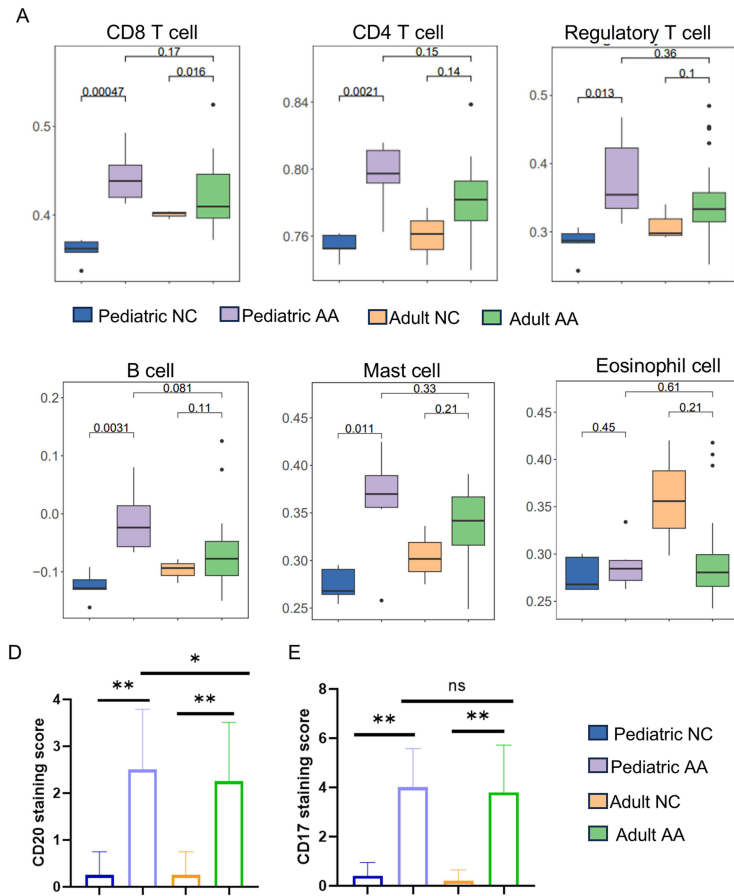 A
CD8 T cell
CD4 T cell
Regulatory T cell
0.17
0.00047
0.016
0.5
0.4
0.15
0.0021
0.14
0.84
0.80
0.76
0.36
0.013
0.1
0.5
0.4
0.3
Pediatric NC
Pediatric AA
Adult NC
Adult AA
B cell
Mast cell
Eosinophil cell
0.081
0.0031
0.11
0.2
0.1
0.0
−0.1
0.33
0.011
0.21
0.45
0.40
0.35
0.30
0.25
0.61
0.45
0.21
0.45
0.40
0.35
0.30
0.25
D
CD20 staining score
4
3
2
1
0
**
**
*
E
CD17 staining score
8
6
4
2
0
**
**
ns
Pediatric NC
Pediatric AA
Adult NC
Adult AA